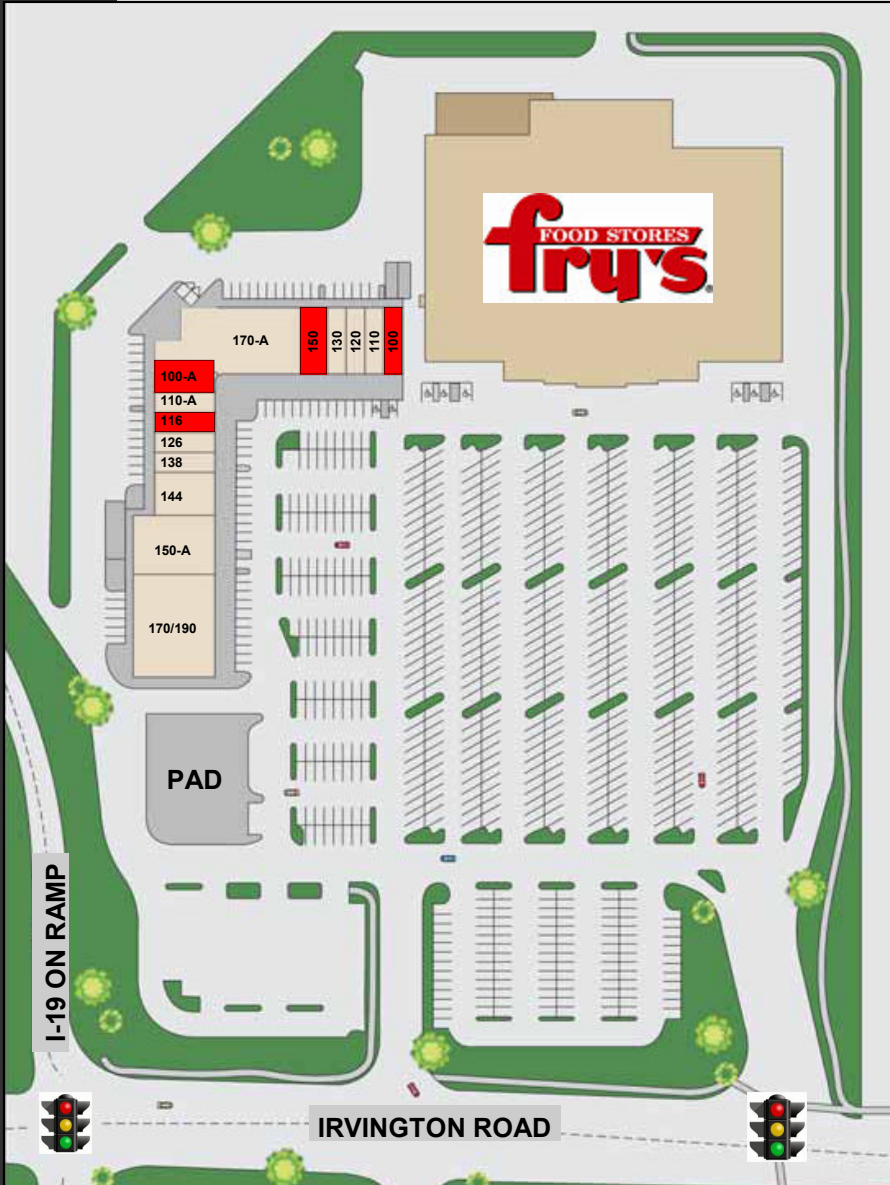 FOOD STORES
fry's
®
170-A
150
130
120
110
100
100-A
110-A
116
126
138
144
150-A
170/190
PAD
I-19 ON RAMP
IRVINGTON ROAD